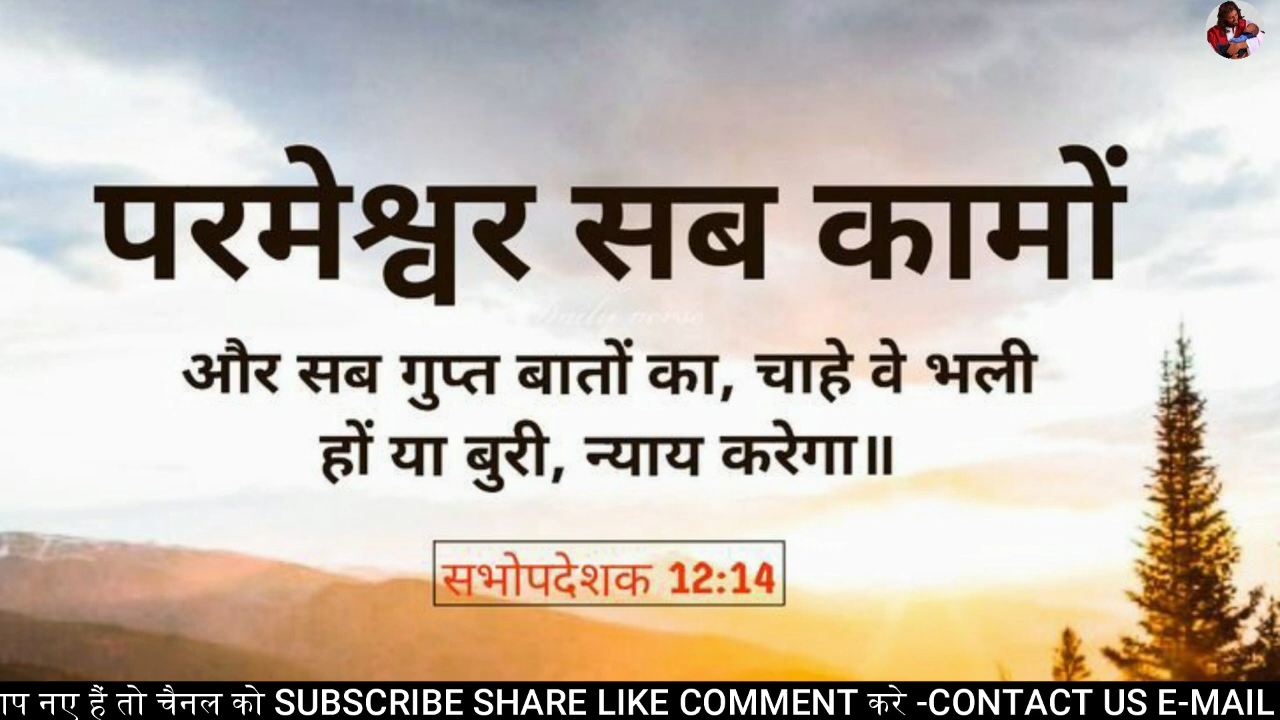 परमेश्वर सब कामों
और सब गुप्त बातों का, चाहे वे भली
हों या बुरी, न्याय करेगा॥
सभोपदेशक 12:14
नए हैं तो चैनल को SUBSCRIBE SHARE LIKE COMMENT करे -CONTACT US E-MAIL